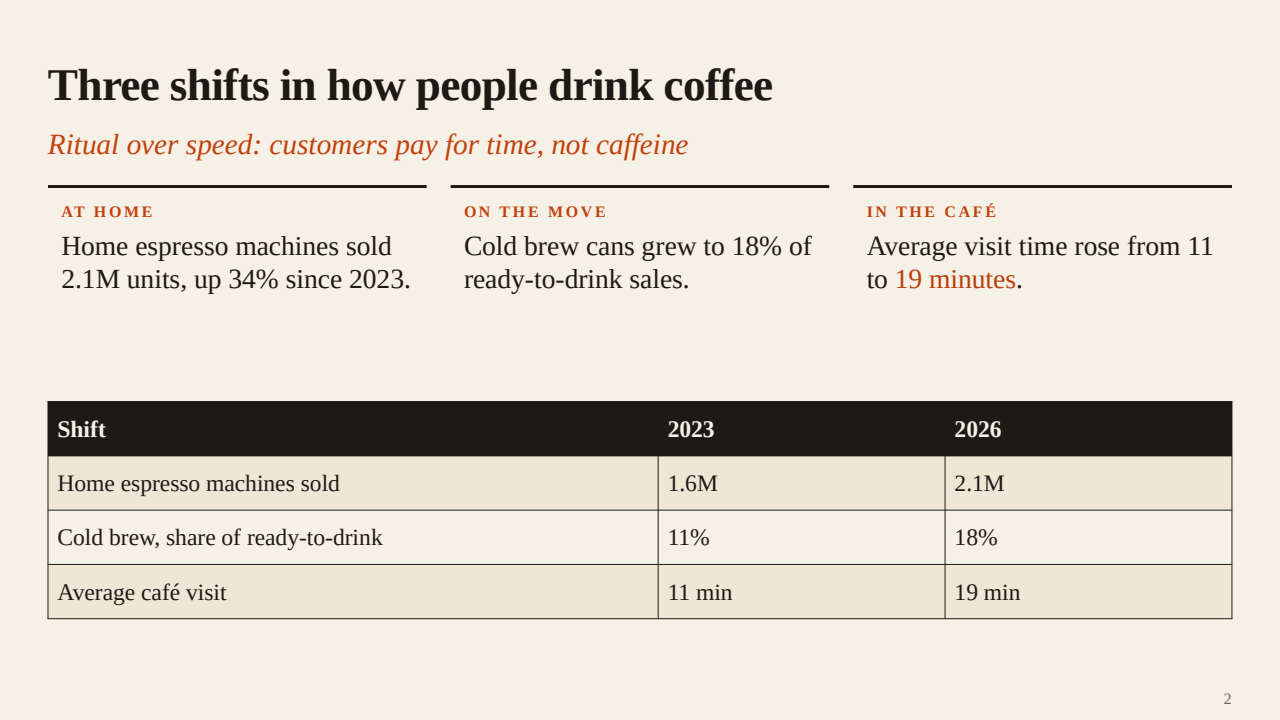 Three shifts in how people drink coffee
Ritual over speed: customers pay for time, not caffeine
AT HOME
Home espresso machines sold
2.1M units, up 34% since 2023.
ON THE MOVE
Cold brew cans grew to 18% of
ready-to-drink sales.
IN THE CAFÉ
Average visit time rose from 11
to 19 minutes.
Shift 2023 2026
Home espresso machines sold 1.6M 2.1M
Cold brew, share of ready-to-drink 11% 18%
Average café visit 11 min 19 min
2